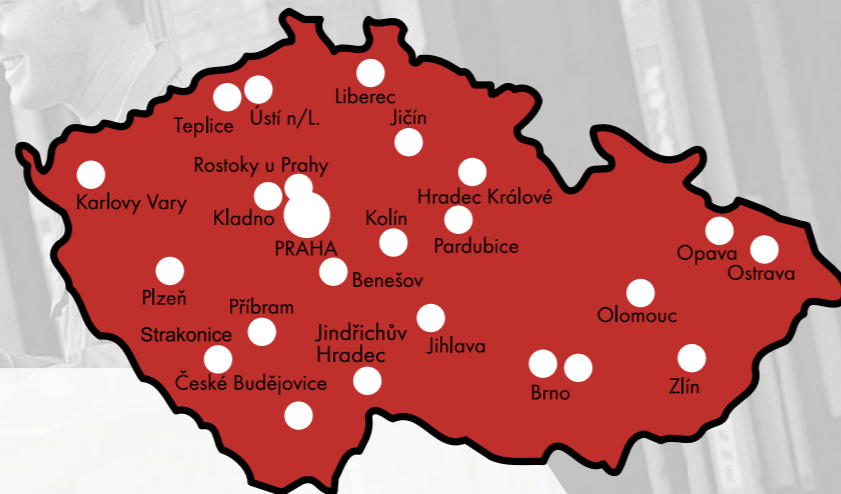 Liberec
Teplice
Ústí n/L.
Jičín
Rostoky u Prahy
Karlovy Vary
Hradec Králové
Kladno
Kolín
PRAHA
Pardubice
Opava
Ostrava
Benešov
Plzeň
Příbram
Olomouc
Strakonice
Jindřichův
Hradec
Jihlava
České Budějovice
Brno
Zlín